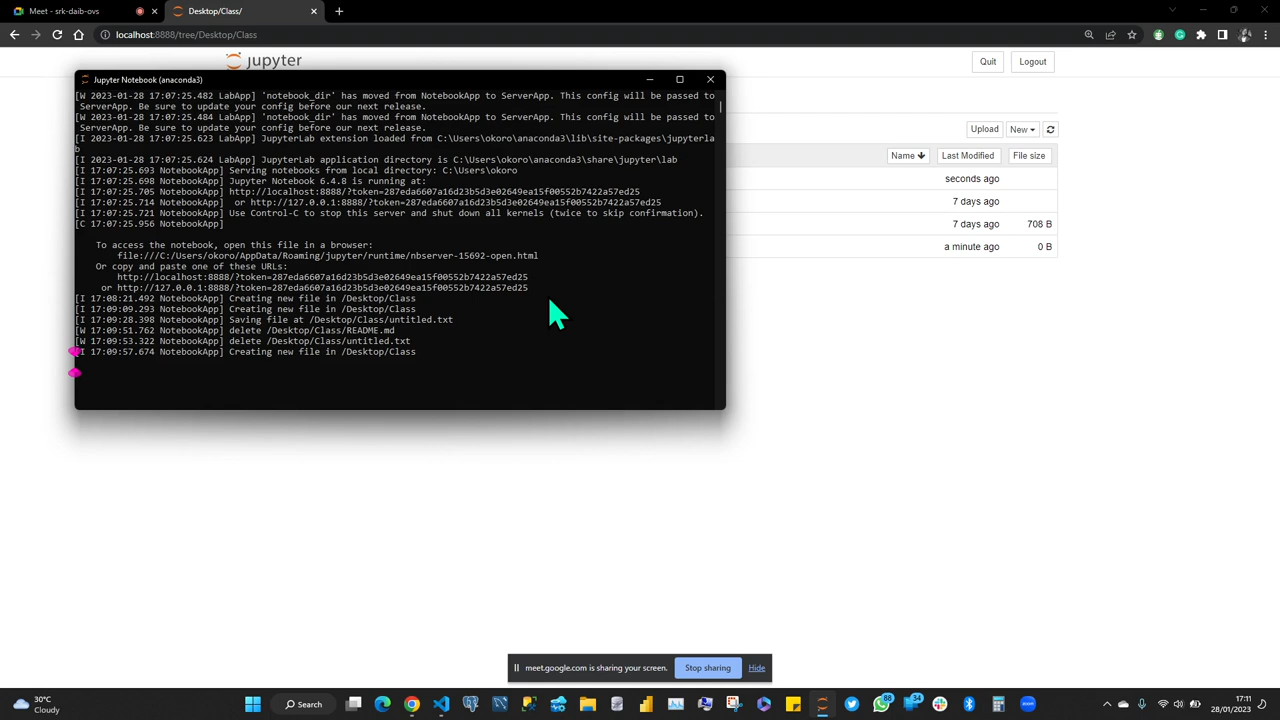 Meet - srk-daib-ovs
Desktop/Class/
localhost:8888/tree/Desktop/Class
jupyter
Quit
Logout
Jupyter Notebook (anaconda3)
[W 2023-01-28 17:07:25.482 LabApp] 'notebook_dir' has moved from NotebookApp to ServerApp. This config will be passed to
ServerApp. Be sure to update your config before our next release.
[W 2023-01-28 17:07:25.484 LabApp] 'notebook_dir' has moved from NotebookApp to ServerApp. This config will be passed to
ServerApp. Be sure to update your config before our next release.
[I 2023-01-28 17:07:25.623 LabApp] JupyterLab extension loaded from C:\Users\okoro\anaconda3\lib\site-packages\jupyterla
b
[I 2023-01-28 17:07:25.624 LabApp] JupyterLab application directory is C:\Users\okoro\anaconda3\share\jupyter\lab
[I 17:07:25.693 NotebookApp] Serving notebooks from local directory: C:\Users\okoro
[I 17:07:25.698 NotebookApp] Jupyter Notebook 6.4.8 is running at:
[I 17:07:25.705 NotebookApp] http://localhost:8888/?token=287eda6607a16d23b5d3e02649ea15f00552b7422a57ed25
[I 17:07:25.714 NotebookApp]  or http://127.0.0.1:8888/?token=287eda6607a16d23b5d3e02649ea15f00552b7422a57ed25
[I 17:07:25.721 NotebookApp] Use Control-C to stop this server and shut down all kernels (twice to skip confirmation).
[C 17:07:25.956 NotebookApp]
To access the notebook, open this file in a browser:
file:///C:/Users/okoro/AppData/Roaming/jupyter/runtime/nbserver-15692-open.html
Or copy and paste one of these URLs:
http://localhost:8888/?token=287eda6607a16d23b5d3e02649ea15f00552b7422a57ed25
or http://127.0.0.1:8888/?token=287eda6607a16d23b5d3e02649ea15f00552b7422a57ed25
[I 17:08:21.492 NotebookApp] Creating new file in /Desktop/Class
[I 17:09:09.293 NotebookApp] Creating new file in /Desktop/Class
[I 17:09:28.398 NotebookApp] Saving file at /Desktop/Class/untitled.txt
[W 17:09:51.762 NotebookApp] delete /Desktop/Class/README.md
[W 17:09:53.322 NotebookApp] delete /Desktop/Class/untitled.txt
[I 17:09:57.674 NotebookApp] Creating new file in /Desktop/Class
Upload
New
Name
Last Modified
File size
seconds ago
7 days ago
7 days ago 708 B
a minute ago 0 B
meet.google.com is sharing your screen.
Stop sharing
Hide
30°C
Cloudy
Search
88
34
17:11
28/01/2023